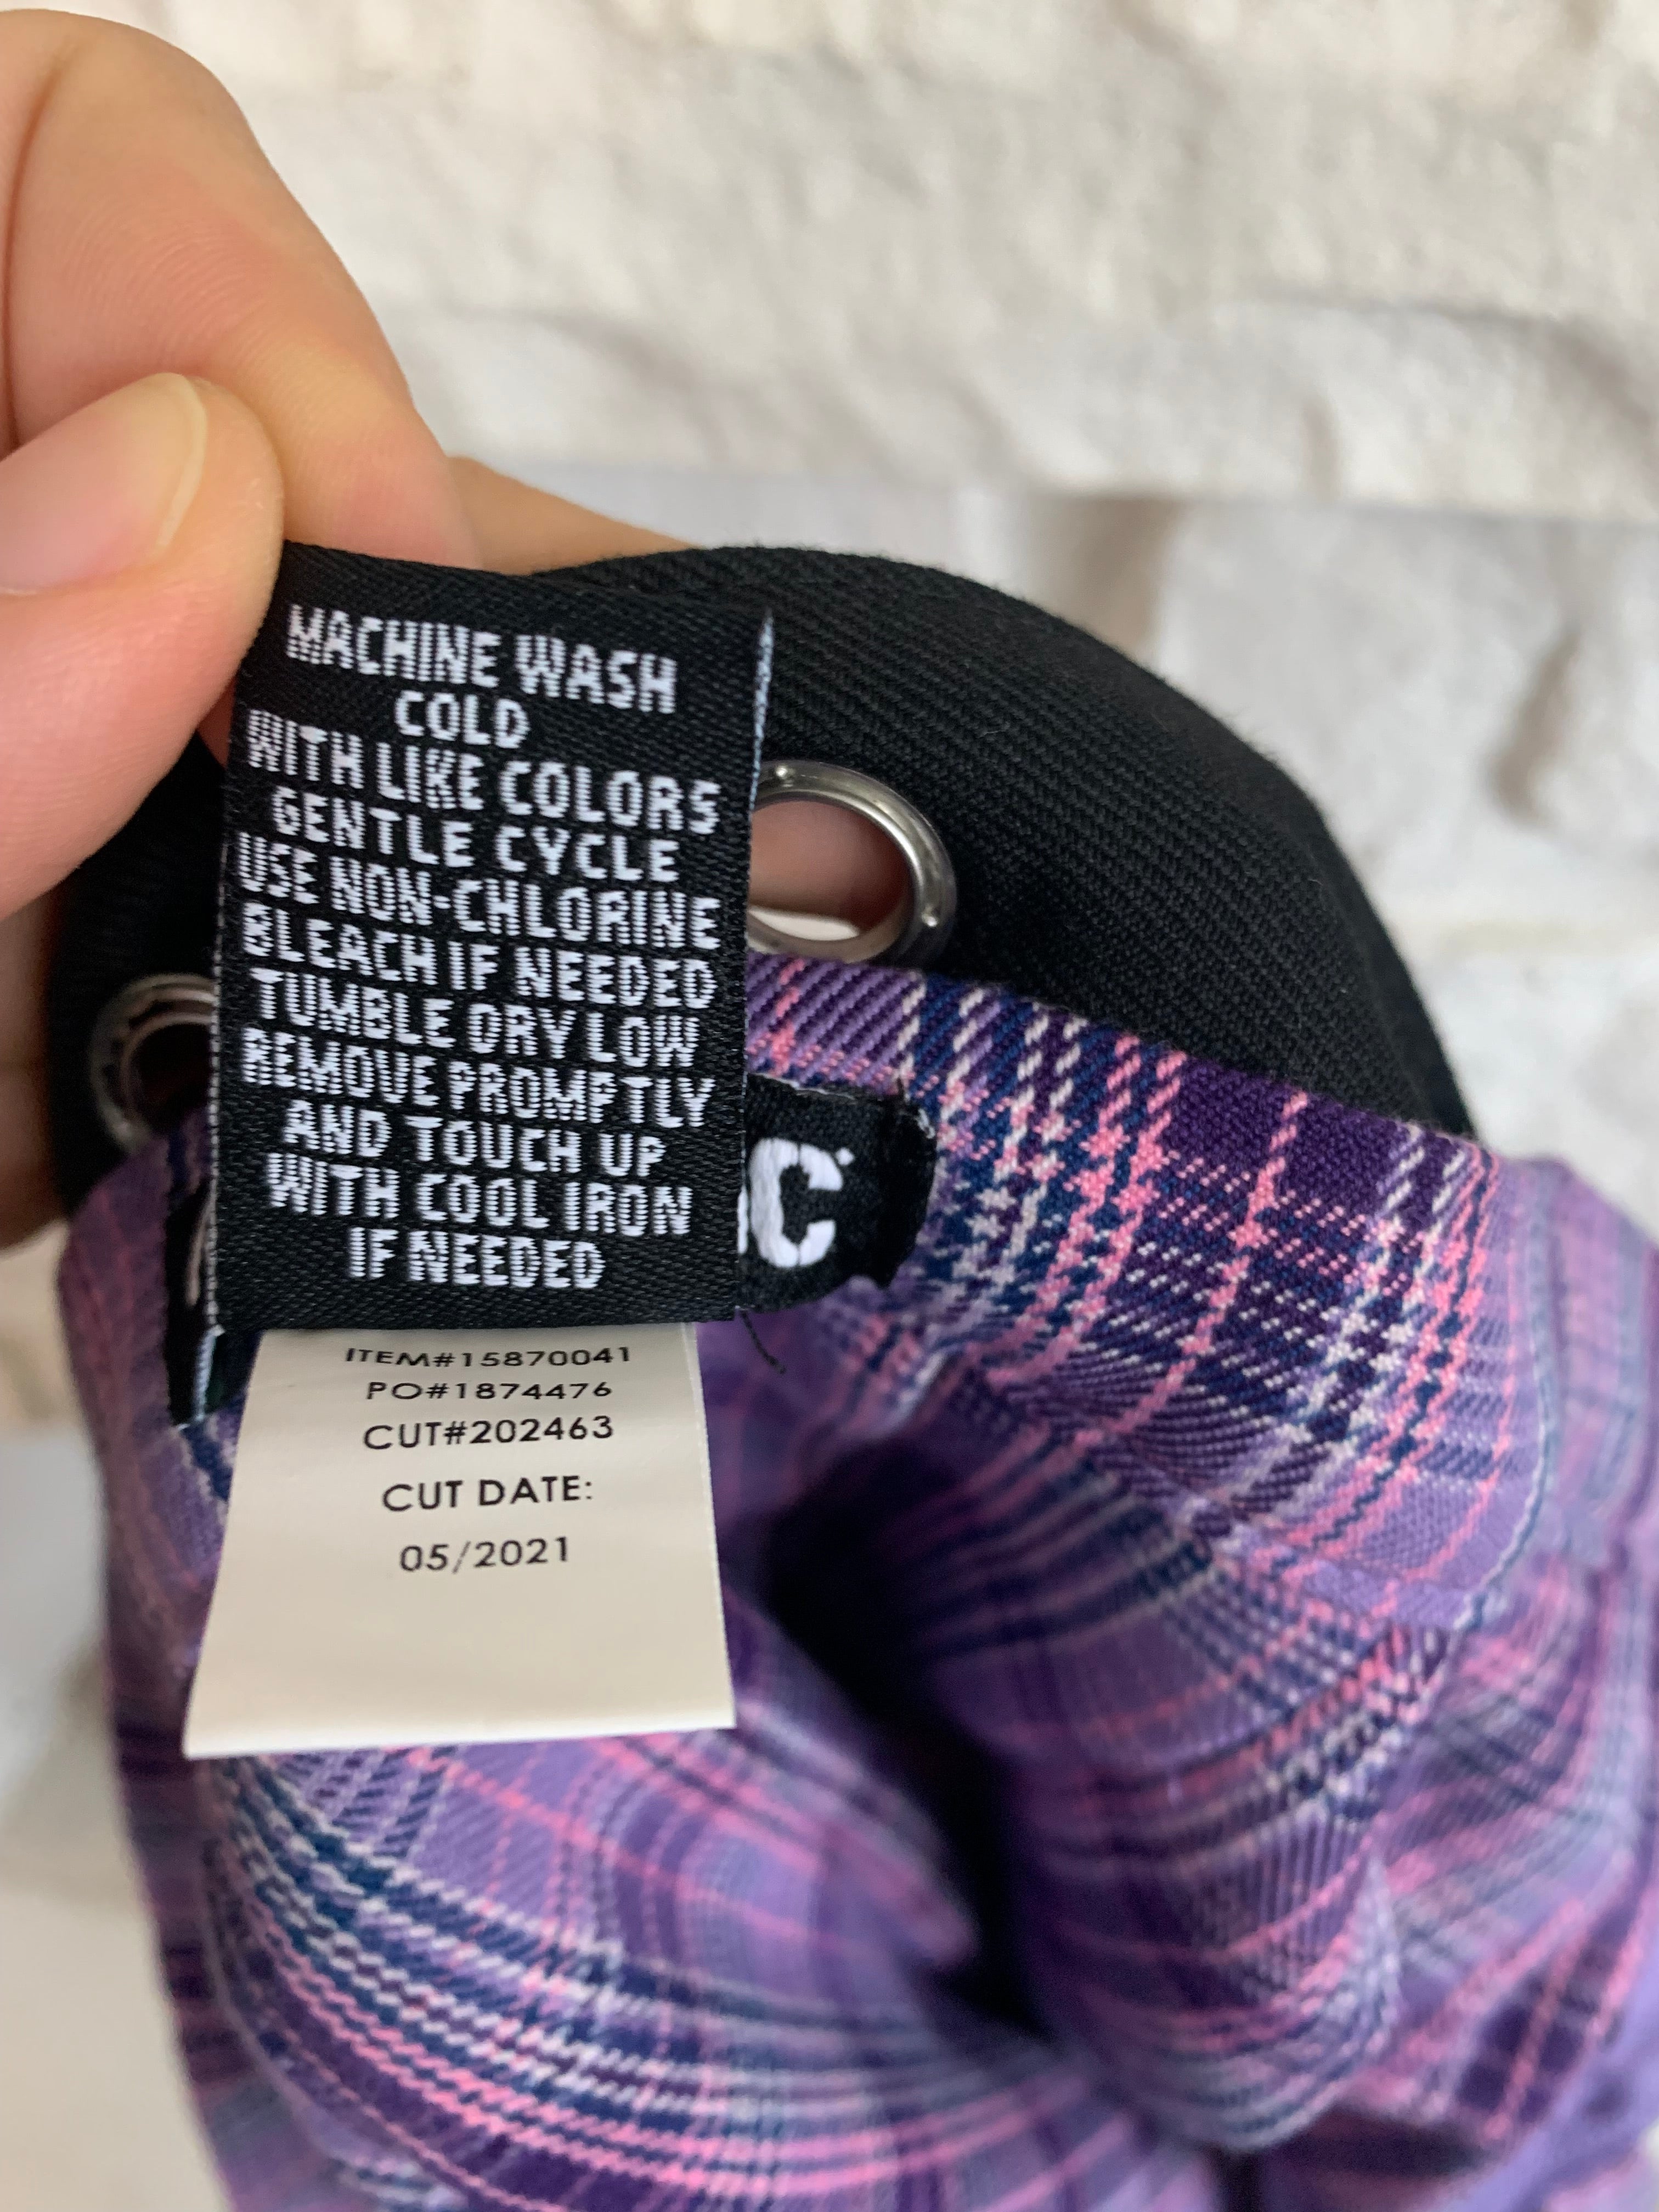 MACHINE WASH
COLD
WITH LIKE COLORS
GENTLE CYCLE
USE NON-CHLORINE
BLEACH IF NEEDED
TUMBLE DRY LOW
REMOVE PROMPTLY
AND TOUCH UP
WITH COOL IRON
IF NEEDED
ITEM#15870041
PO#1874476
CUT#202463
CUT DATE:
05/2021